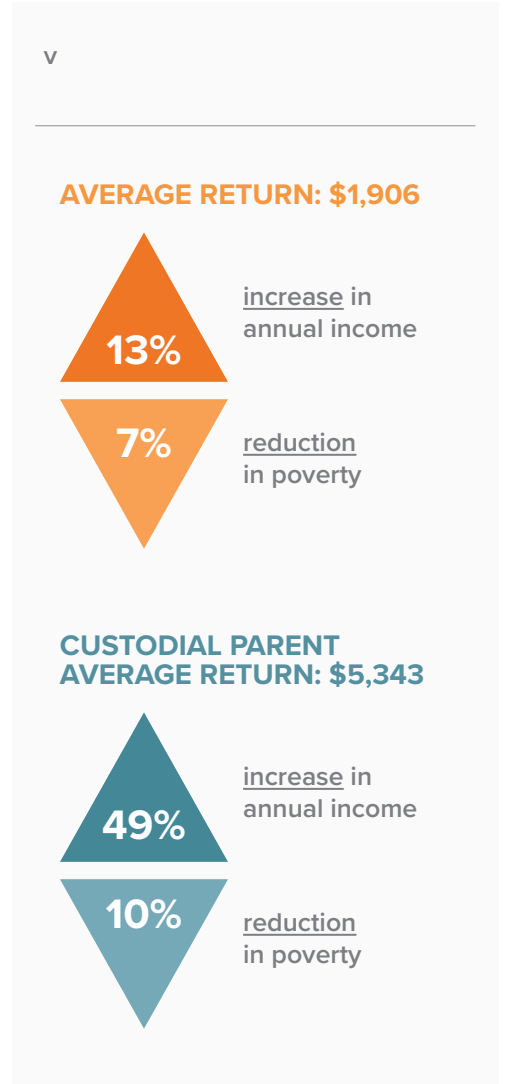 v
AVERAGE RETURN: $1,906
13%
increase in
annual income
7%
reduction
in poverty
CUSTODIAL PARENT
AVERAGE RETURN: $5,343
49%
increase in
annual income
10%
reduction
in poverty